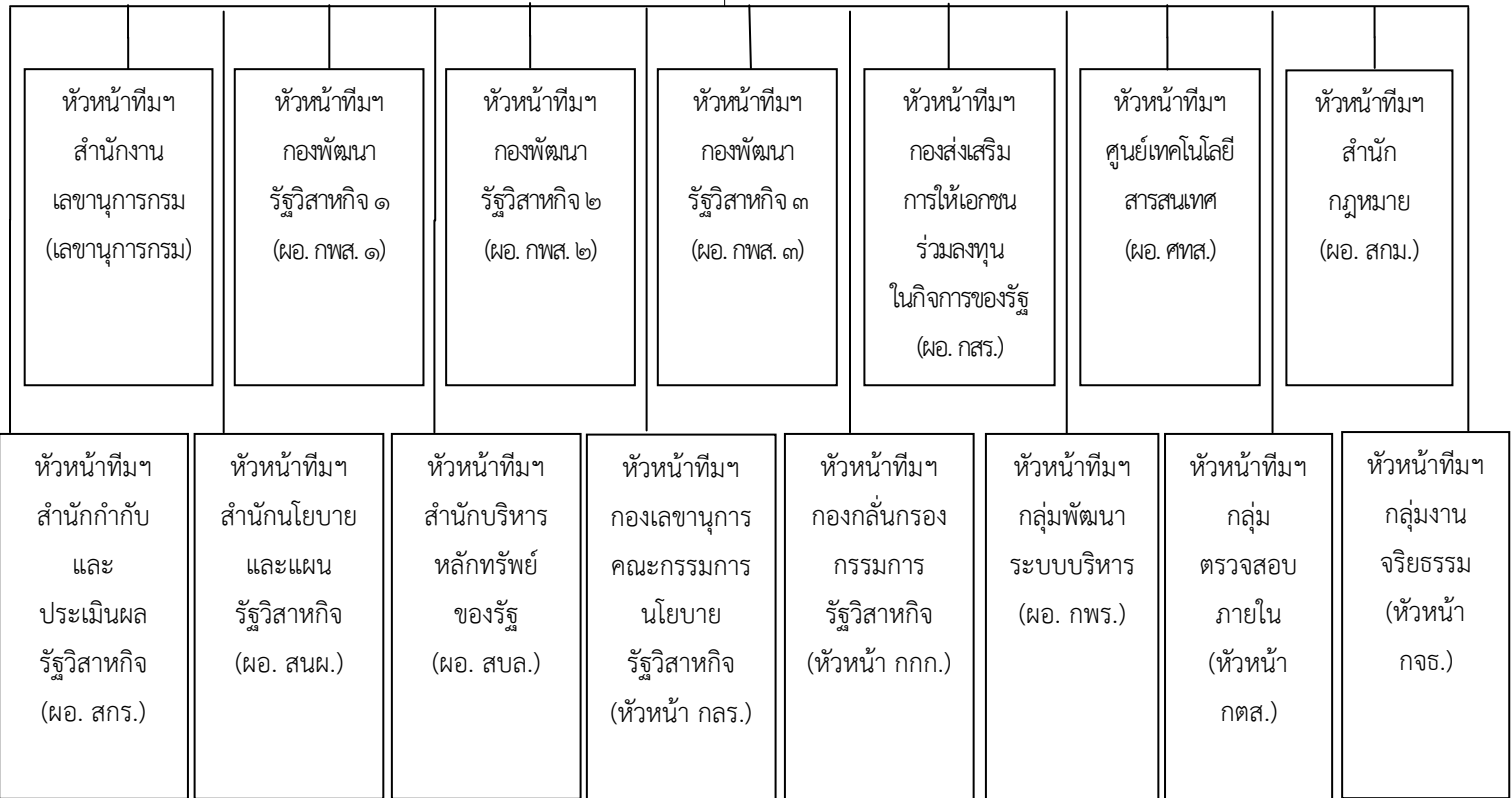 หัวหน้าทีมฯ
สำนักงาน
เลขานุการกรม
(เลขานุการกรม)
หัวหน้าทีมฯ
กองพัฒนา
รัฐวิสาหกิจ ๑
(ผอ. กพส. ๑)
หัวหน้าทีมฯ
กองพัฒนา
รัฐวิสาหกิจ ๒
(ผอ. กพส. ๒)
หัวหน้าทีมฯ
กองพัฒนา
รัฐวิสาหกิจ ๓
(ผอ. กพส. ๓)
หัวหน้าทีมฯ
กองส่งเสริม
การให้เอกชน
ร่วมลงทุน
ในกิจการของรัฐ
(ผอ. กสร.)
หัวหน้าทีมฯ
ศูนย์เทคโนโลยี
สารสนเทศ
(ผอ. ศทส.)
หัวหน้าทีมฯ
สำนัก
กฎหมาย
(ผอ. สกม.)
หัวหน้าทีมฯ
สำนักกำกับ
และ
ประเมินผล
รัฐวิสาหกิจ
(ผอ. สกร.)
หัวหน้าทีมฯ
สำนักนโยบาย
และแผน
รัฐวิสาหกิจ
(ผอ. สนผ.)
หัวหน้าทีมฯ
สำนักบริหาร
หลักทรัพย์
ของรัฐ
(ผอ. สบล.)
หัวหน้าทีมฯ
กองเลขานุการ
คณะกรรมการ
นโยบาย
รัฐวิสาหกิจ
(หัวหน้า กลร.)
หัวหน้าทีมฯ
กองกลั่นกรอง
กรรมการ
รัฐวิสาหกิจ
(หัวหน้า กกก.)
หัวหน้าทีมฯ
กลุ่มพัฒนา
ระบบบริหาร
(ผอ. กพร.)
หัวหน้าทีมฯ
กลุ่ม
ตรวจสอบ
ภายใน
(หัวหน้า
กตส.)
หัวหน้าทีมฯ
กลุ่มงาน
จริยธรรม
(หัวหน้า
กจธ.)